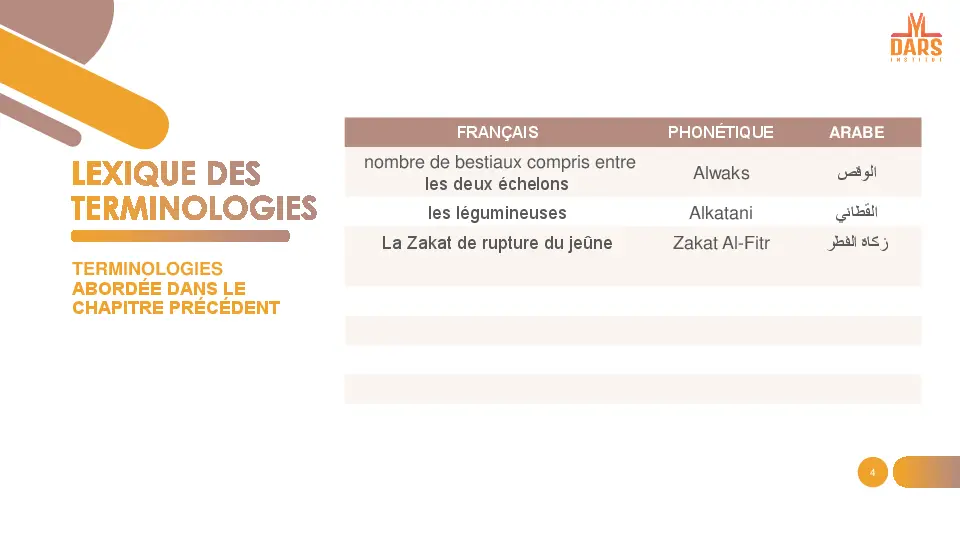 DARS
INSTITUT
LEXIQUE DES
TERMINOLOGIES
TERMINOLOGIES
ABORDÉE DANS LE
CHAPITRE PRÉCÉDENT
FRANÇAIS PHONÉTIQUE ARABE
nombre de bestiaux compris entre
les deux échelons Alwaks الوقص
les légumineuses Alkatani القطاني
La Zakat de rupture du jeûne Zakat Al-Fitr زكاة الفطر
4